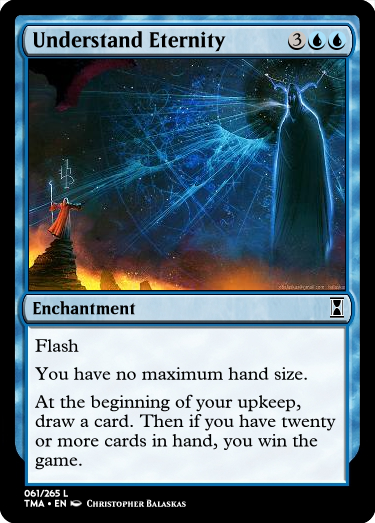 Understand Eternity 3
Enchantment
Flash
You have no maximum hand size.
At the beginning of your upkeep,
draw a card. Then if you have twenty
or more cards in hand, you win the
game.
061/265 L
TMA • EN Christopher Balaskas